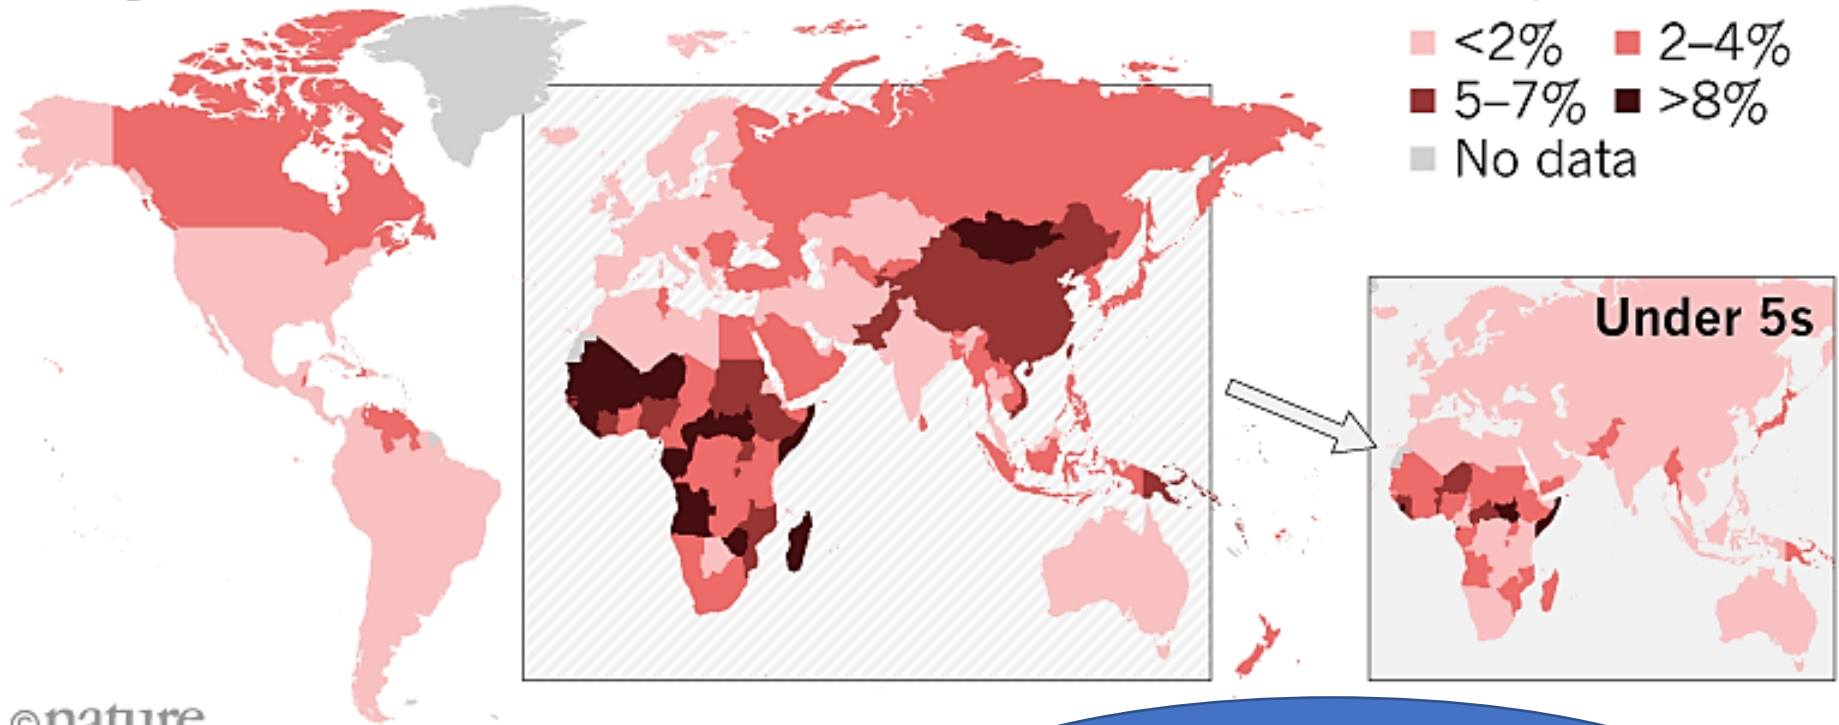 <2% 2–4%
5–7% >8%
No data
Under 5s
©nature